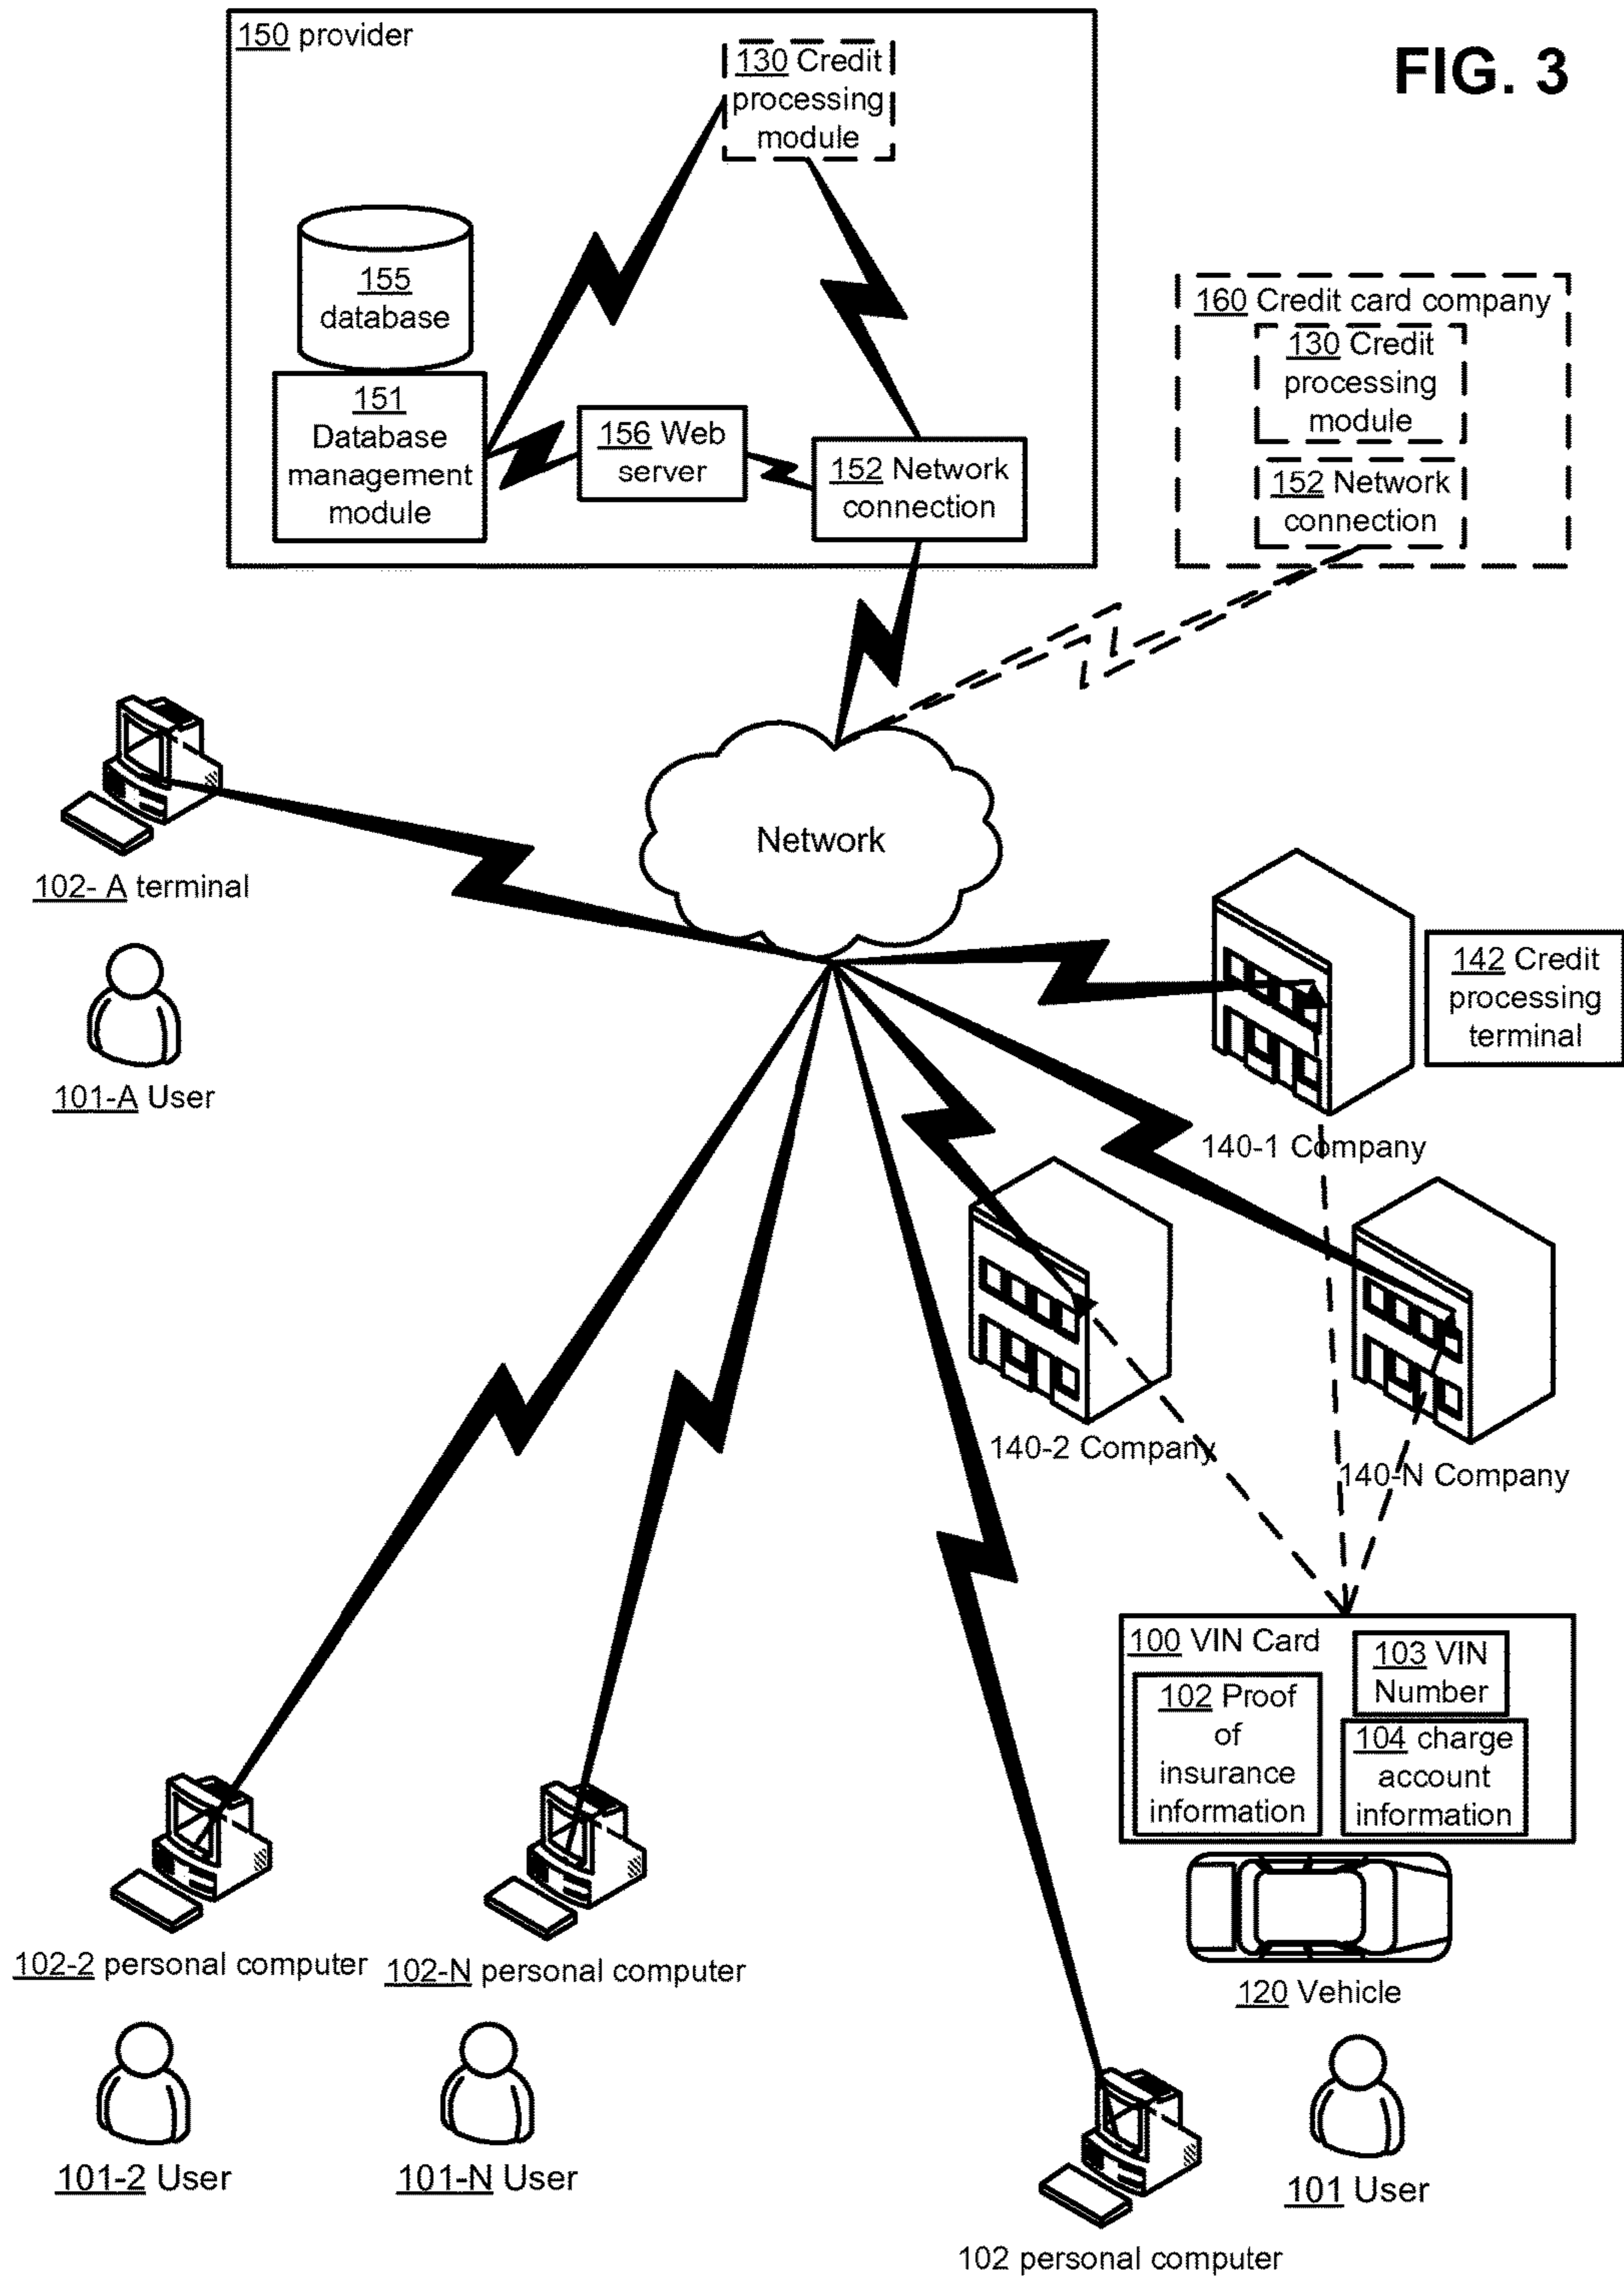 150 provider
FIG. 3
130 Credit
processing
module
155
database
151
Database
management
module
156 Web
server
152 Network
connection
160 Credit card company
130 Credit
processing
module
152 Network
connection
Network
102- A terminal
101-A User
142 Credit
processing
terminal
140-1 Company
140-2 Company
140-N Company
100 VIN Card
103 VIN
Number
102 Proof
of
insurance
information
104 charge
account
information
120 Vehicle
102-2 personal computer
102-N personal computer
101-2 User
101-N User
101 User
102 personal computer